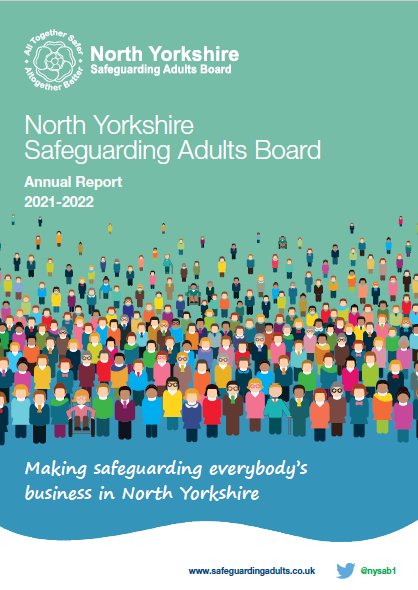 All Together Safer
Altogether Better
North Yorkshire
Safeguarding Adults Board
North Yorkshire
Safeguarding Adults Board
Annual Report
2021-2022
Making safeguarding everybody's
business in North Yorkshire
www.safeguardingadults.co.uk
@nysab1